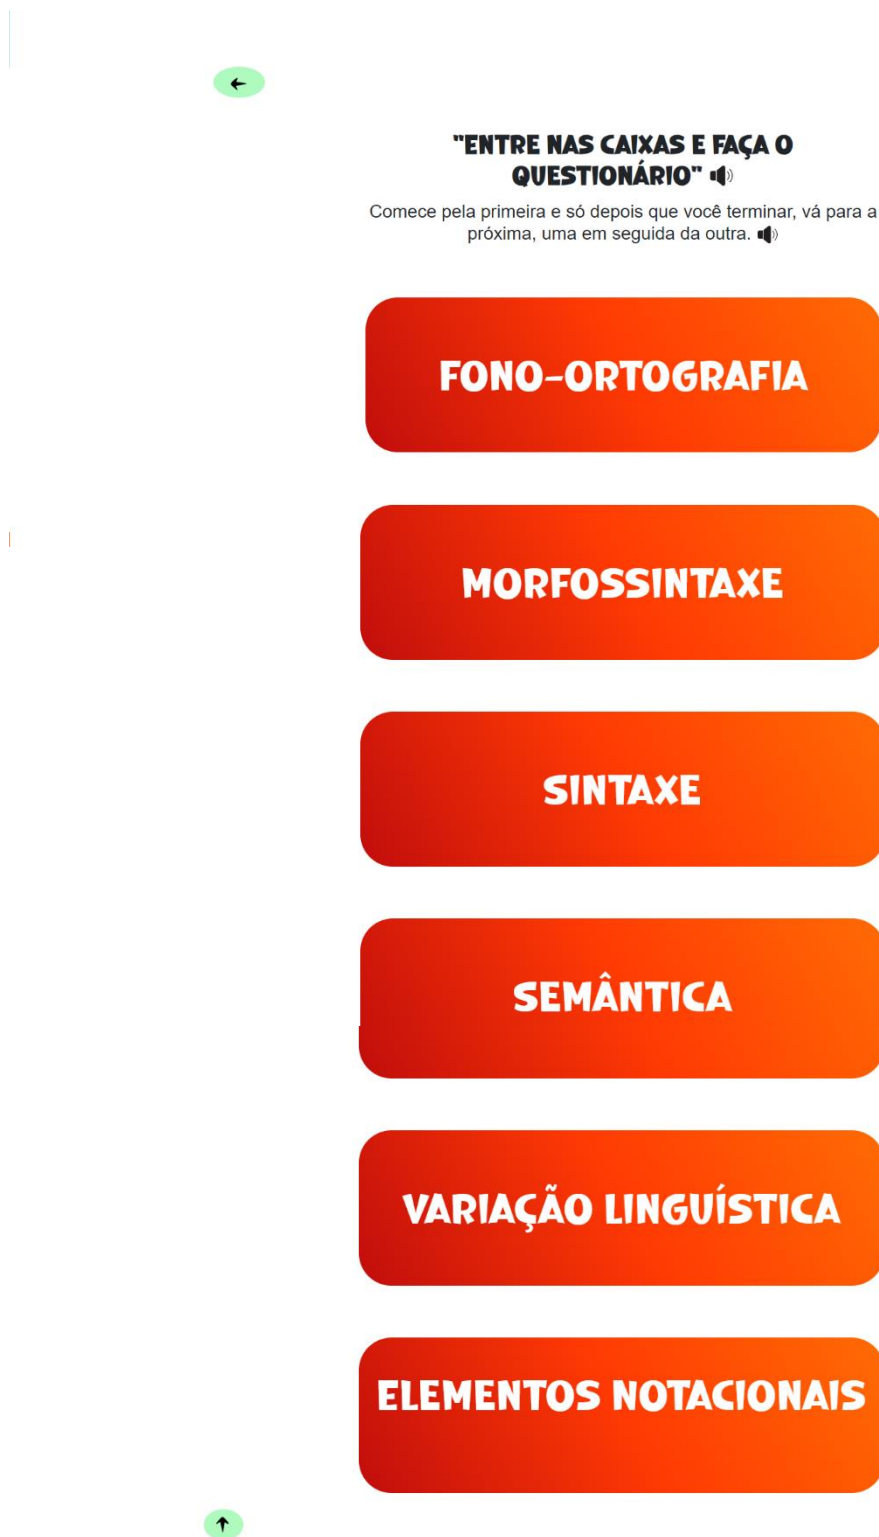 "ENTRE NAS CAIXAS E FAÇA O
QUESTIONÁRIO"
Comece pela primeira e só depois que você terminar, vá para a
próxima, uma em seguida da outra.
FONO-ORTOGRAFIA
MORFOSSINTAXE
SINTAXE
SEMÂNTICA
VARIAÇÃO LINGUÍSTICA
ELEMENTOS NOTACIONAIS